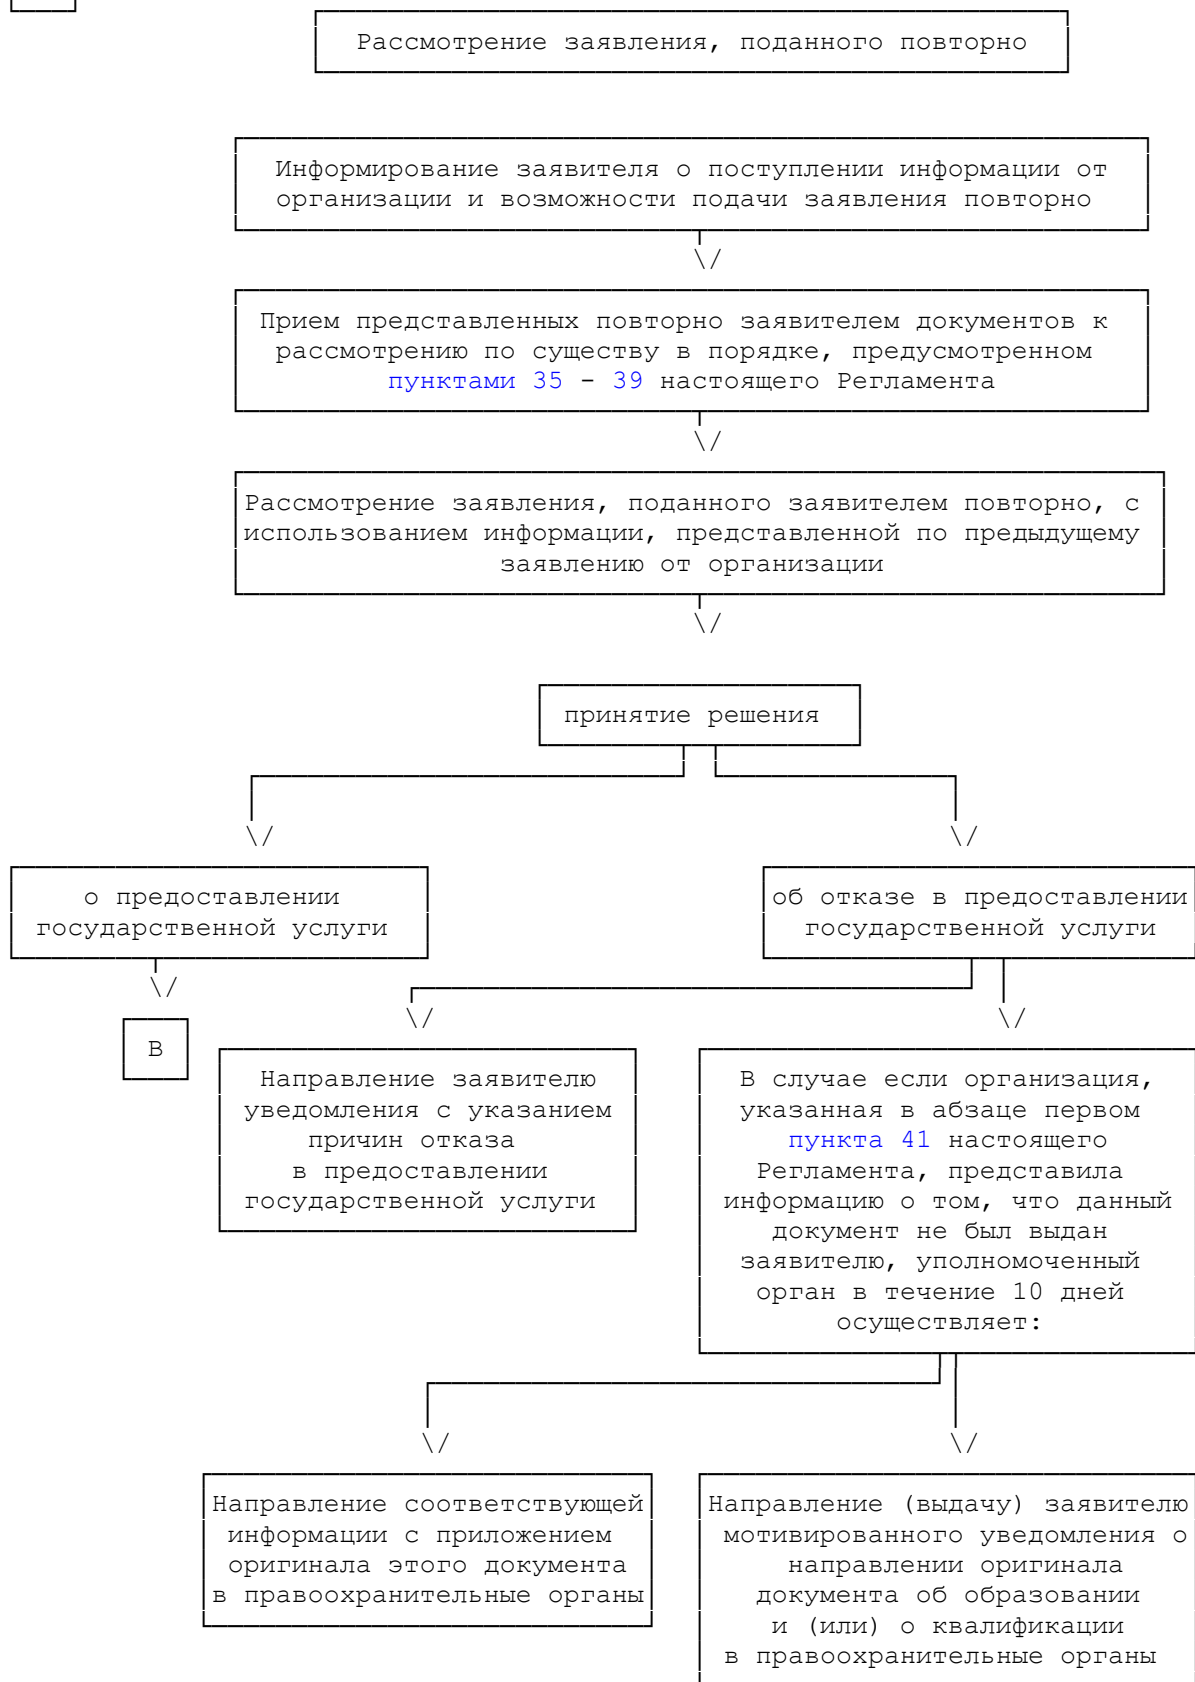 Рассмотрение заявления, поданного повторно
Информирование заявителя о поступлении информации от
организации и возможности подачи заявления повторно
\/
Прием представленных повторно заявителем документов к
рассмотрению по существу в порядке, предусмотренном
пунктами 35 - 39 настоящего Регламента
\/
Рассмотрение заявления, поданного заявителем повторно, с
использованием информации, представленной по предыдущему
заявлению от организации
\/
принятие решения
\/ \/
о предоставлении
государственной услуги
\/
В
об отказе в предоставлении
государственной услуги
\/ \/
Направление заявителю
уведомления с указанием
причин отказа
в предоставлении
государственной услуги
В случае если организация,
указанная в абзаце первом
пункта 41 настоящего
Регламента, представила
информацию о том, что данный
документ не был выдан
заявителю, уполномоченный
орган в течение 10 дней
осуществляет:
\/ \/
Направление соответствующей
информации с приложением
оригинала этого документа
в правоохранительные органы
Направление (выдачу) заявителю
мотивированного уведомления о
направлении оригинала
документа об образовании
и (или) о квалификации
в правоохранительные органы